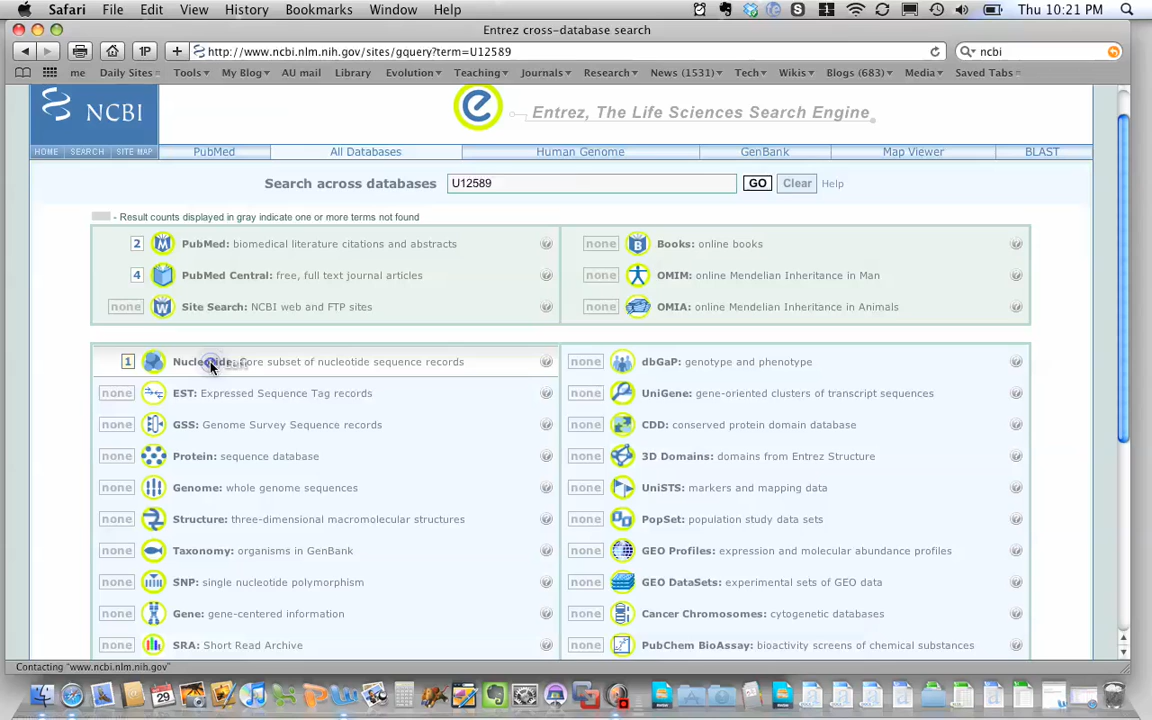 Safari File Edit View History Bookmarks Window Help Thu 10:21 PM
Entrez cross-database search
1P http://www.ncbi.nlm.nih.gov/sites/gquery?term=U12589 ncbi
me Daily Sites Tools My Blog AU mail Library Evolution Teaching Journals Research News (1531) Tech Wikis Blogs (683) Media Saved Tabs
NCBI
e Entrez, The Life Sciences Search Engine
HOME SEARCH SITE MAP PubMed All Databases Human Genome GenBank Map Viewer BLAST
Search across databases U12589 GO Clear Help
- Result counts displayed in gray indicate one or more terms not found
2 PubMed: biomedical literature citations and abstracts ? none Books: online books ?
4 PubMed Central: free, full text journal articles ? none OMIM: online Mendelian Inheritance in Man ?
none Site Search: NCBI web and FTP sites ? none OMIA: online Mendelian Inheritance in Animals ?
1 Nucleotide: Core subset of nucleotide sequence records ? none dbGaP: genotype and phenotype ?
none EST: Expressed Sequence Tag records ? none UniGene: gene-oriented clusters of transcript sequences ?
none GSS: Genome Survey Sequence records ? none CDD: conserved protein domain database ?
none Protein: sequence database ? none 3D Domains: domains from Entrez Structure ?
none Genome: whole genome sequences ? none UniSTS: markers and mapping data ?
none Structure: three-dimensional macromolecular structures ? none PopSet: population study data sets ?
none Taxonomy: organisms in GenBank ? none GEO Profiles: expression and molecular abundance profiles ?
none SNP: single nucleotide polymorphism ? none GEO DataSets: experimental sets of GEO data ?
none Gene: gene-centered information ? none Cancer Chromosomes: cytogenetic databases ?
none SRA: Short Read Archive ? none PubChem BioAssay: bioactivity screens of chemical substances ?
Contacting "www.ncbi.nlm.nih.gov"
29